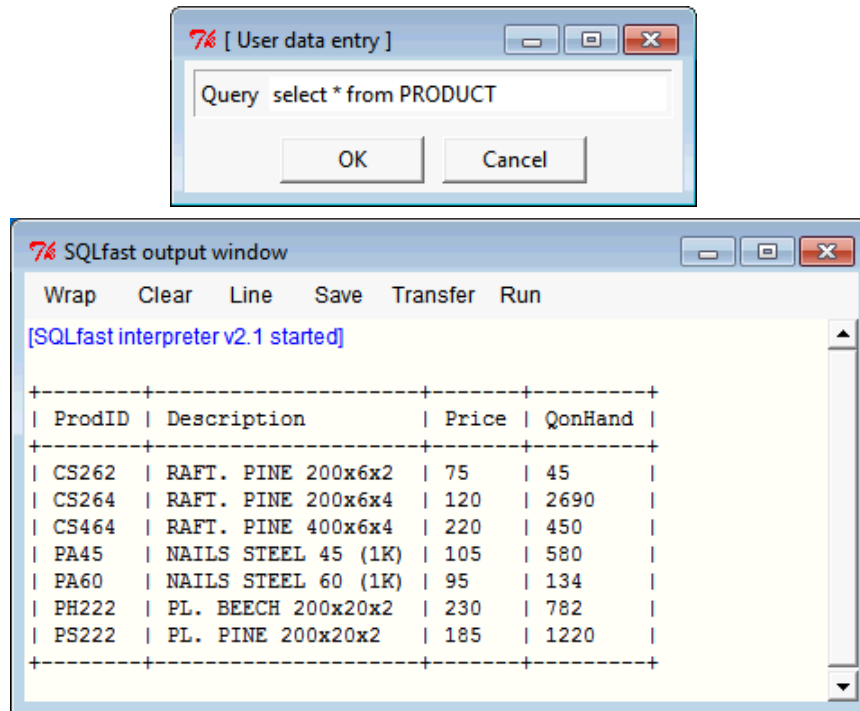 [ User data entry ]
Query select * from PRODUCT
OK Cancel
SQLfast output window
Wrap Clear Line Save Transfer Run
[SQLfast interpreter v2.1 started]
+--------+---------------------+-------+---------+
| ProdID | Description         | Price | QonHand |
+--------+---------------------+-------+---------+
| CS262  | RAFT. PINE 200x6x2  | 75    | 45      |
| CS264  | RAFT. PINE 200x6x4  | 120   | 2690    |
| CS464  | RAFT. PINE 400x6x4  | 220   | 450     |
| PA45   | NAILS STEEL 45 (1K) | 105   | 580     |
| PA60   | NAILS STEEL 60 (1K) | 95    | 134     |
| PH222  | PL. BEECH 200x20x2  | 230   | 782     |
| PS222  | PL. PINE 200x20x2   | 185   | 1220    |
+--------+---------------------+-------+---------+